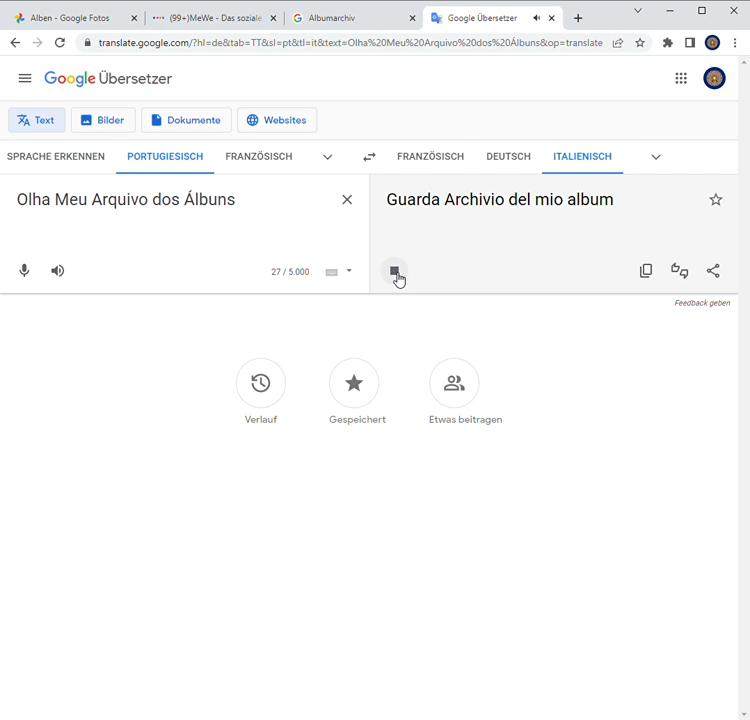 Alben - Google Fotos
(99+)MeWe - Das soziale
Albumarchiv
Google Übersetzer
translate.google.com/?hl=de&tab=TT&sl=pt&tl=it&text=Olha%20Meu%20Arquivo%20dos%20Álbuns&op=translate
Google Übersetzer
Text
Bilder
Dokumente
Websites
SPRACHE ERKENNEN
PORTUGIESISCH
FRANZÖSISCH
FRANZÖSISCH
DEUTSCH
ITALIENISCH
Olha Meu Arquivo dos Álbuns
Guarda Archivio del mio album
27 / 5.000
Feedback geben
Verlauf
Gespeichert
Etwas beitragen